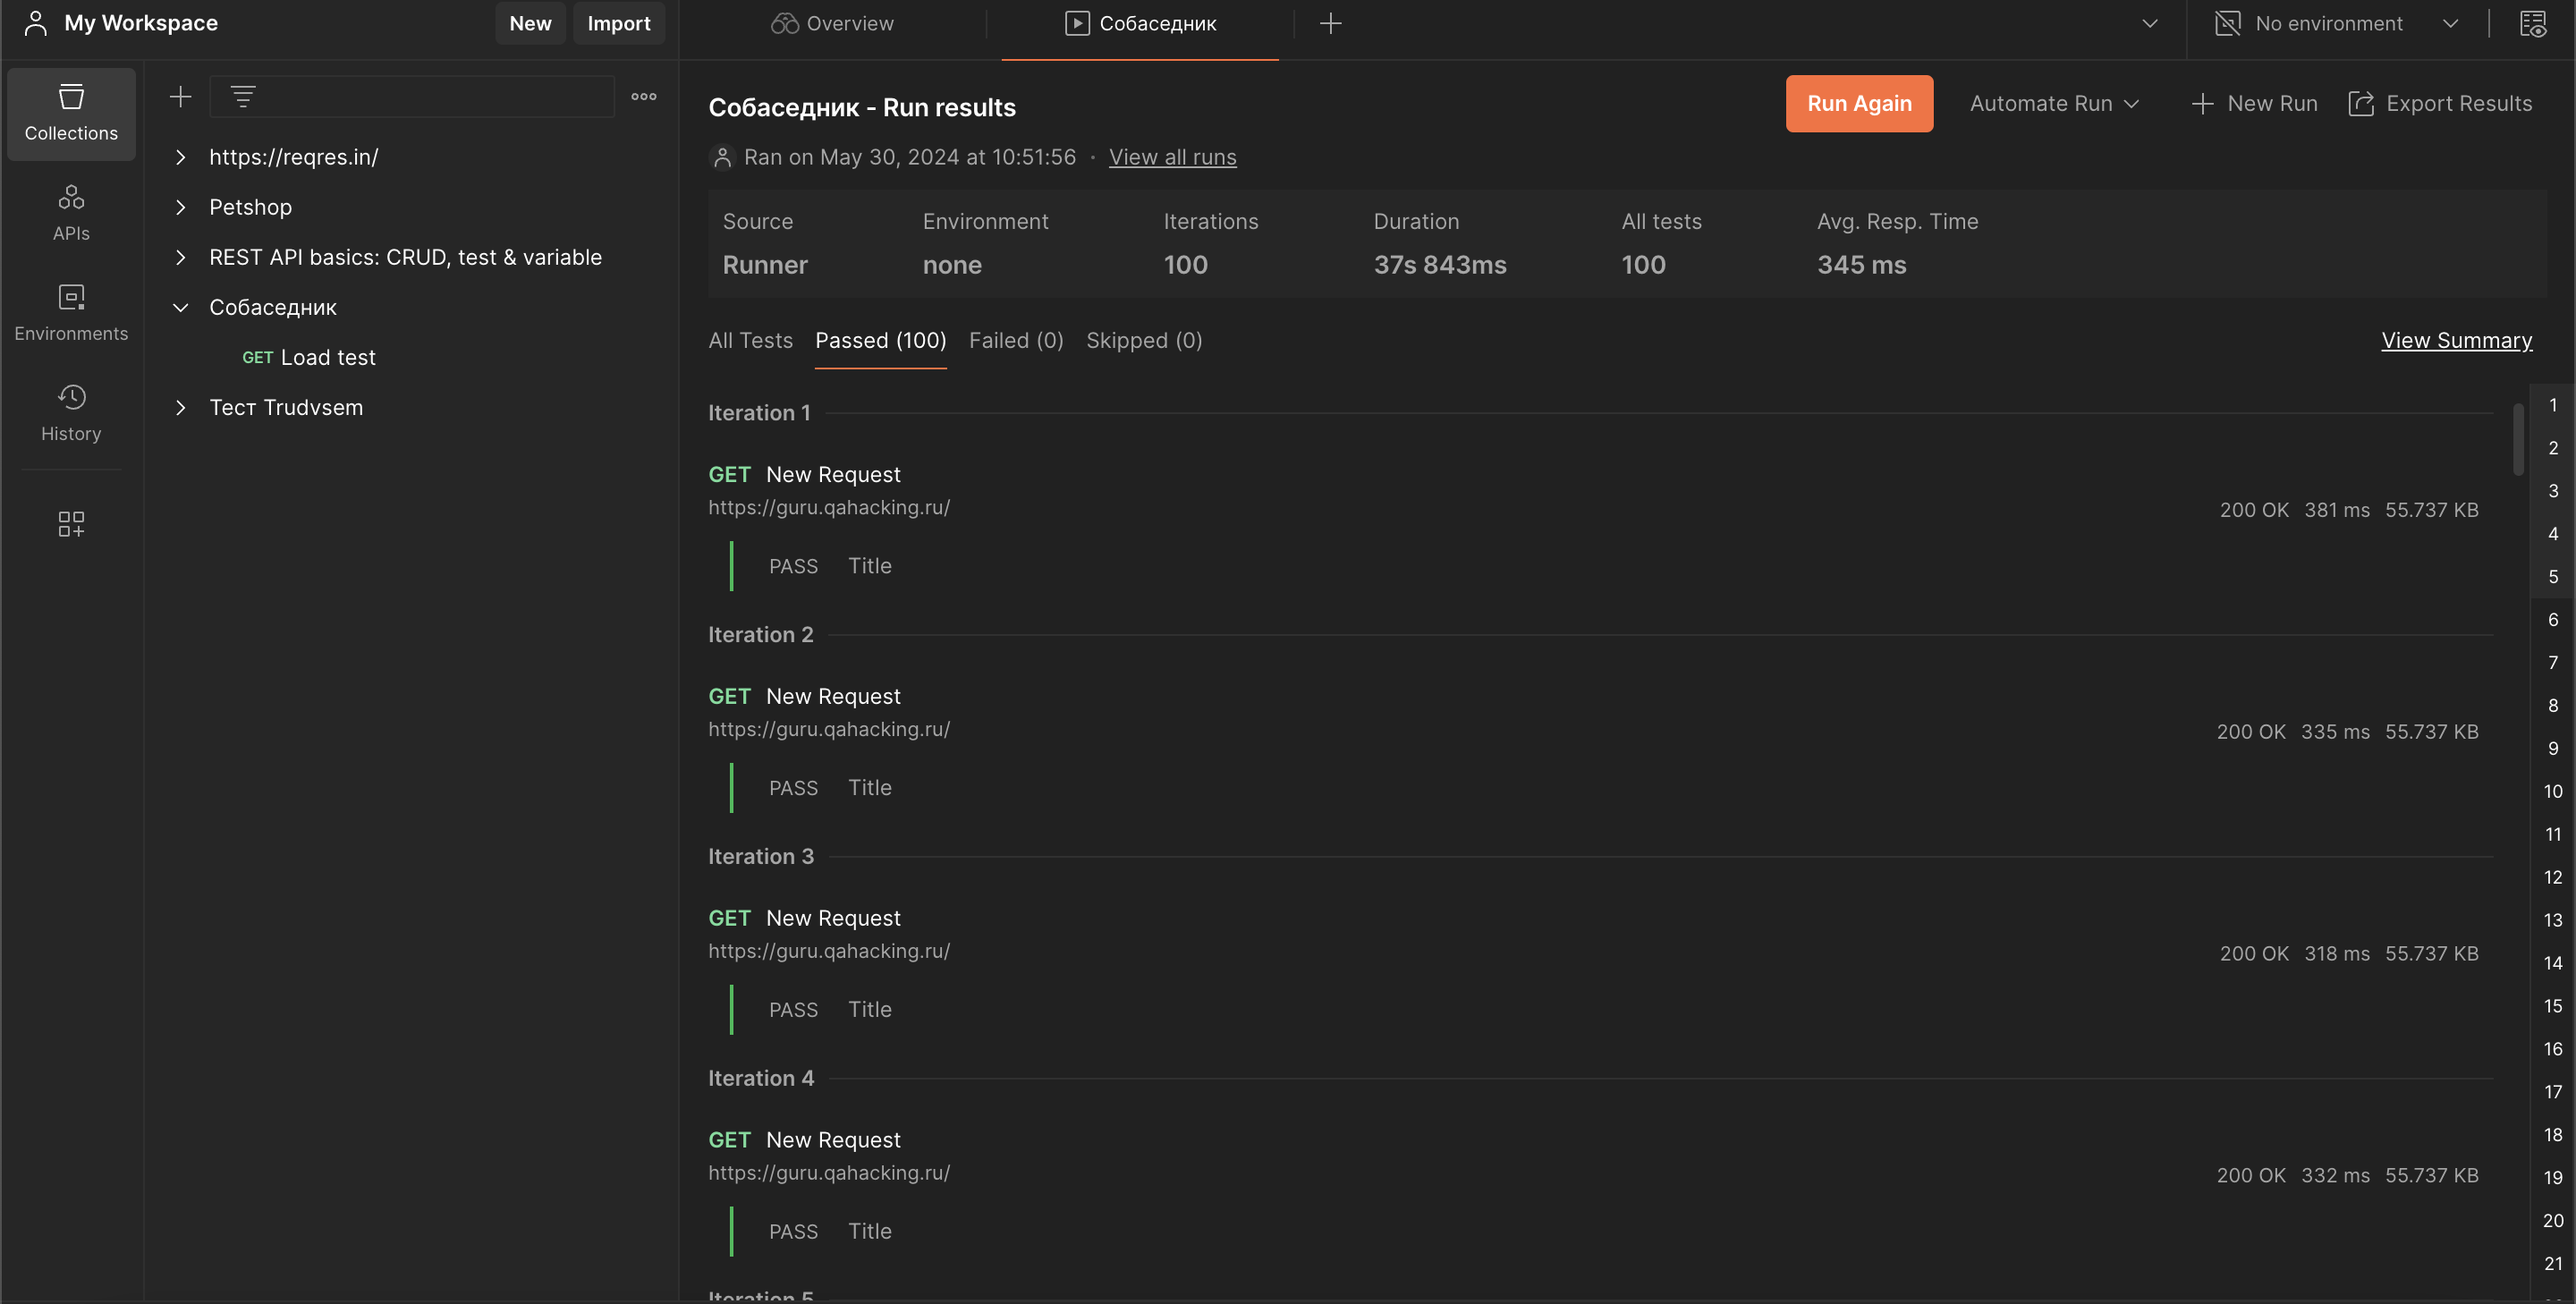 My Workspace
New
Import
Overview
Собаседник
No environment
Collections
APIs
Environments
History
https://reqres.in/
Petshop
REST API basics: CRUD, test & variable
Собаседник
GET Load test
Тест Trudvsem
Собаседник - Run results
Run Again
Automate Run
New Run
Export Results
Ran on May 30, 2024 at 10:51:56 · View all runs
Source Environment Iterations Duration All tests Avg. Resp. Time
Runner none 100 37s 843ms 100 345 ms
All Tests Passed (100) Failed (0) Skipped (0) View Summary
Iteration 1
GET New Request
https://guru.qahacking.ru/
200 OK 381 ms 55.737 KB
PASS Title
Iteration 2
GET New Request
https://guru.qahacking.ru/
200 OK 335 ms 55.737 KB
PASS Title
Iteration 3
GET New Request
https://guru.qahacking.ru/
200 OK 318 ms 55.737 KB
PASS Title
Iteration 4
GET New Request
https://guru.qahacking.ru/
200 OK 332 ms 55.737 KB
PASS Title
Iteration 5
1
2
3
4
5
6
7
8
9
10
11
12
13
14
15
16
17
18
19
20
21